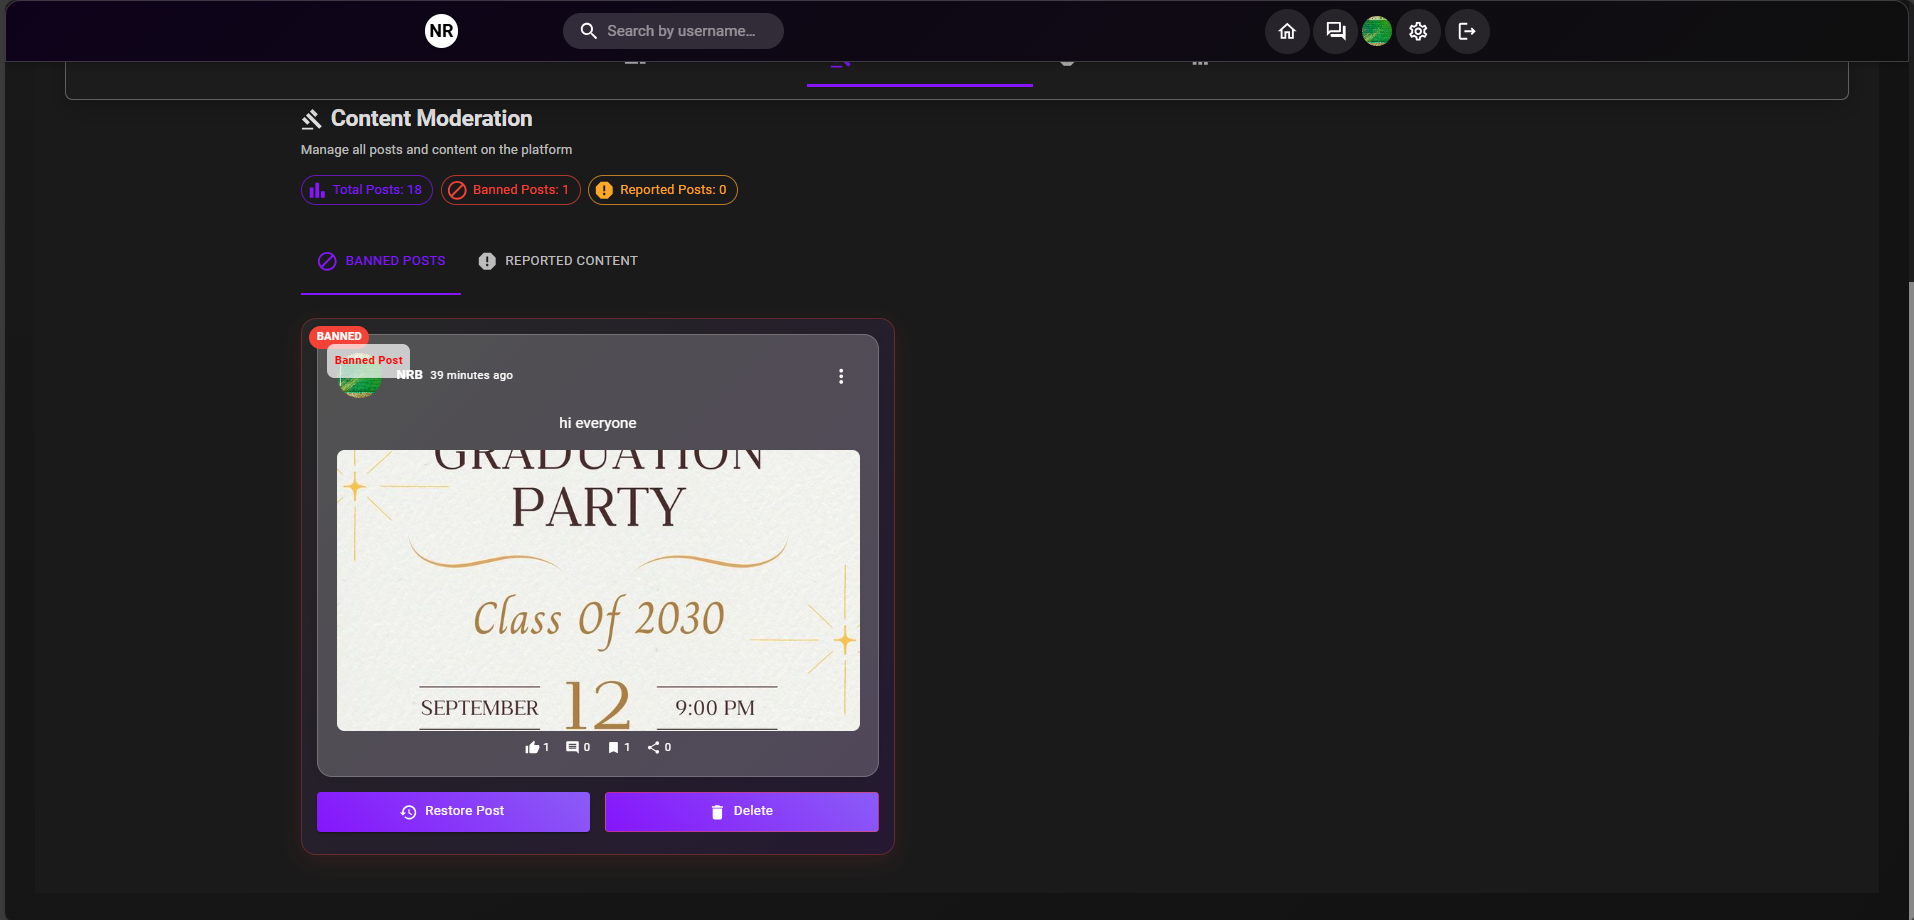 NR
Search by username...
Content Moderation
Manage all posts and content on the platform
Total Posts: 18
Banned Posts: 1
Reported Posts: 0
BANNED POSTS
REPORTED CONTENT
BANNED
Banned Post
NRB 39 minutes ago
hi everyone
GRADUATION
PARTY
Class Of 2030
SEPTEMBER 12 9:00 PM
1 0 1 0
Restore Post
Delete